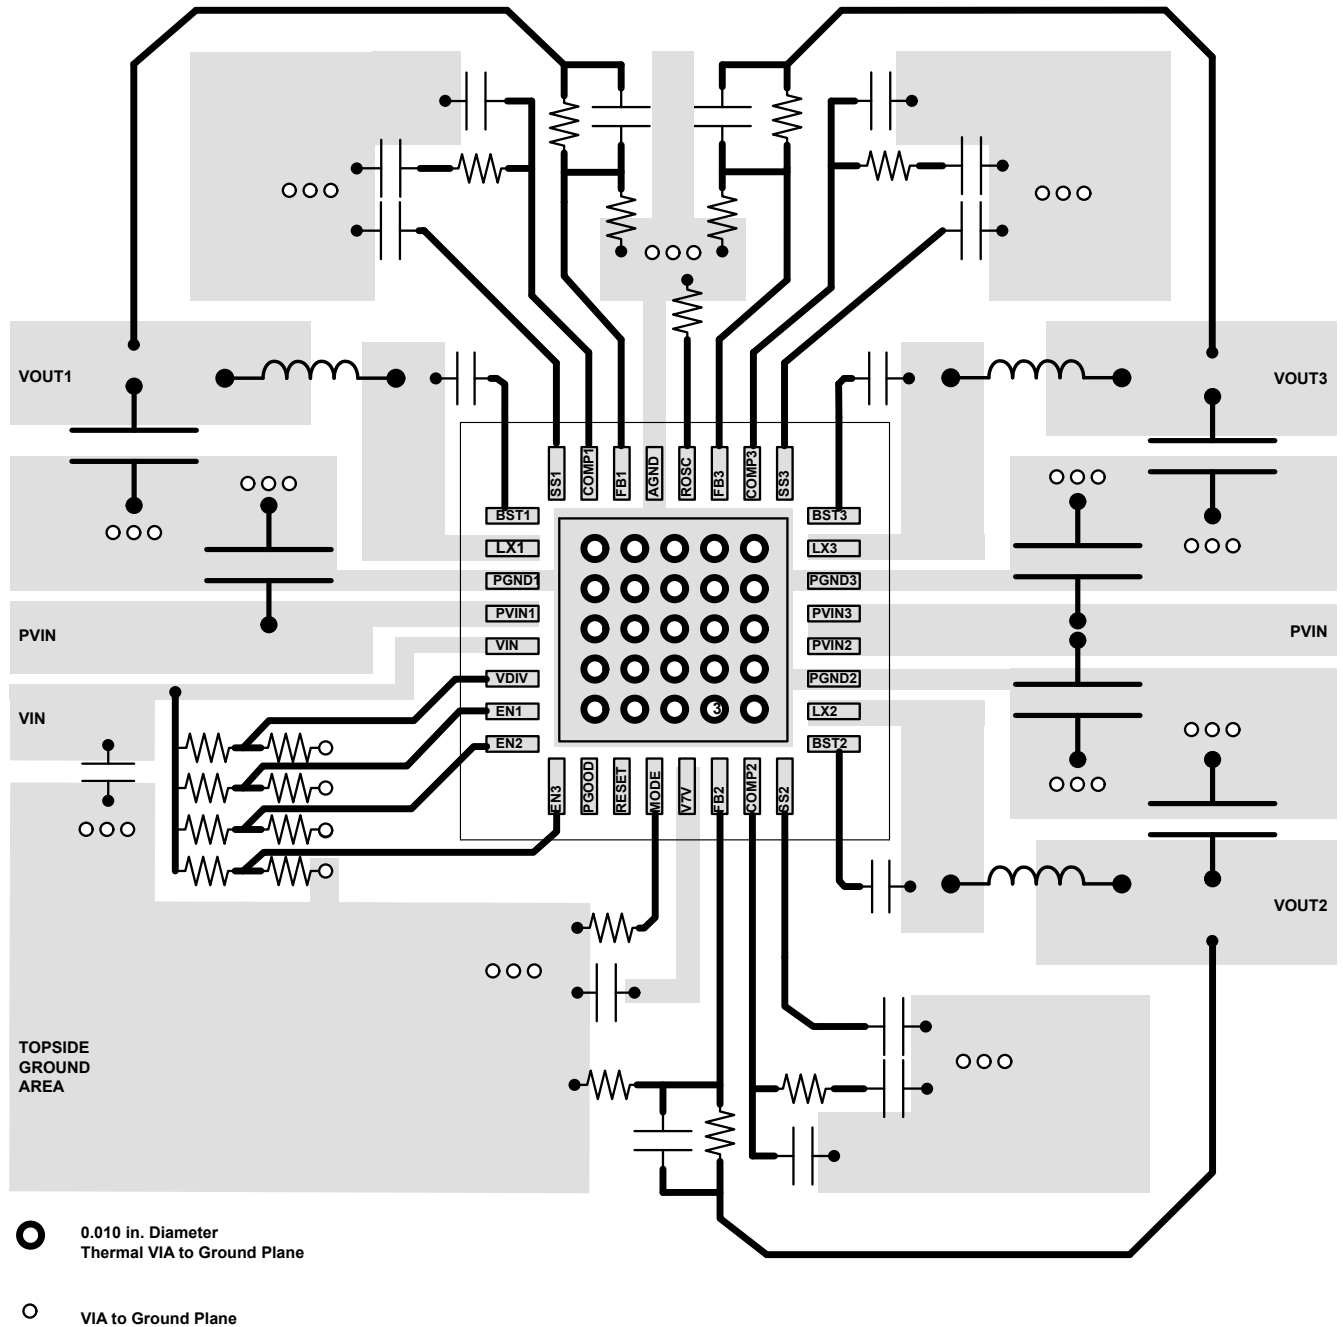 VOUT1
VOUT3
SS1
COMP1
FB1
AGND
ROSC
FB3
COMP3
SS3
BST1
BST3
LX1
LX3
PGND1
PGND3
PVIN1
PVIN3
PVIN
PVIN
VIN
PVIN2
VDIV
PGND2
VIN
EN1
LX2
3
EN2
BST2
EN3
PGOOD
RESET
MODE
V7V
FB2
COMP2
SS2
VOUT2
TOPSIDE
GROUND
AREA
0.010 in. Diameter
Thermal VIA to Ground Plane
VIA to Ground Plane